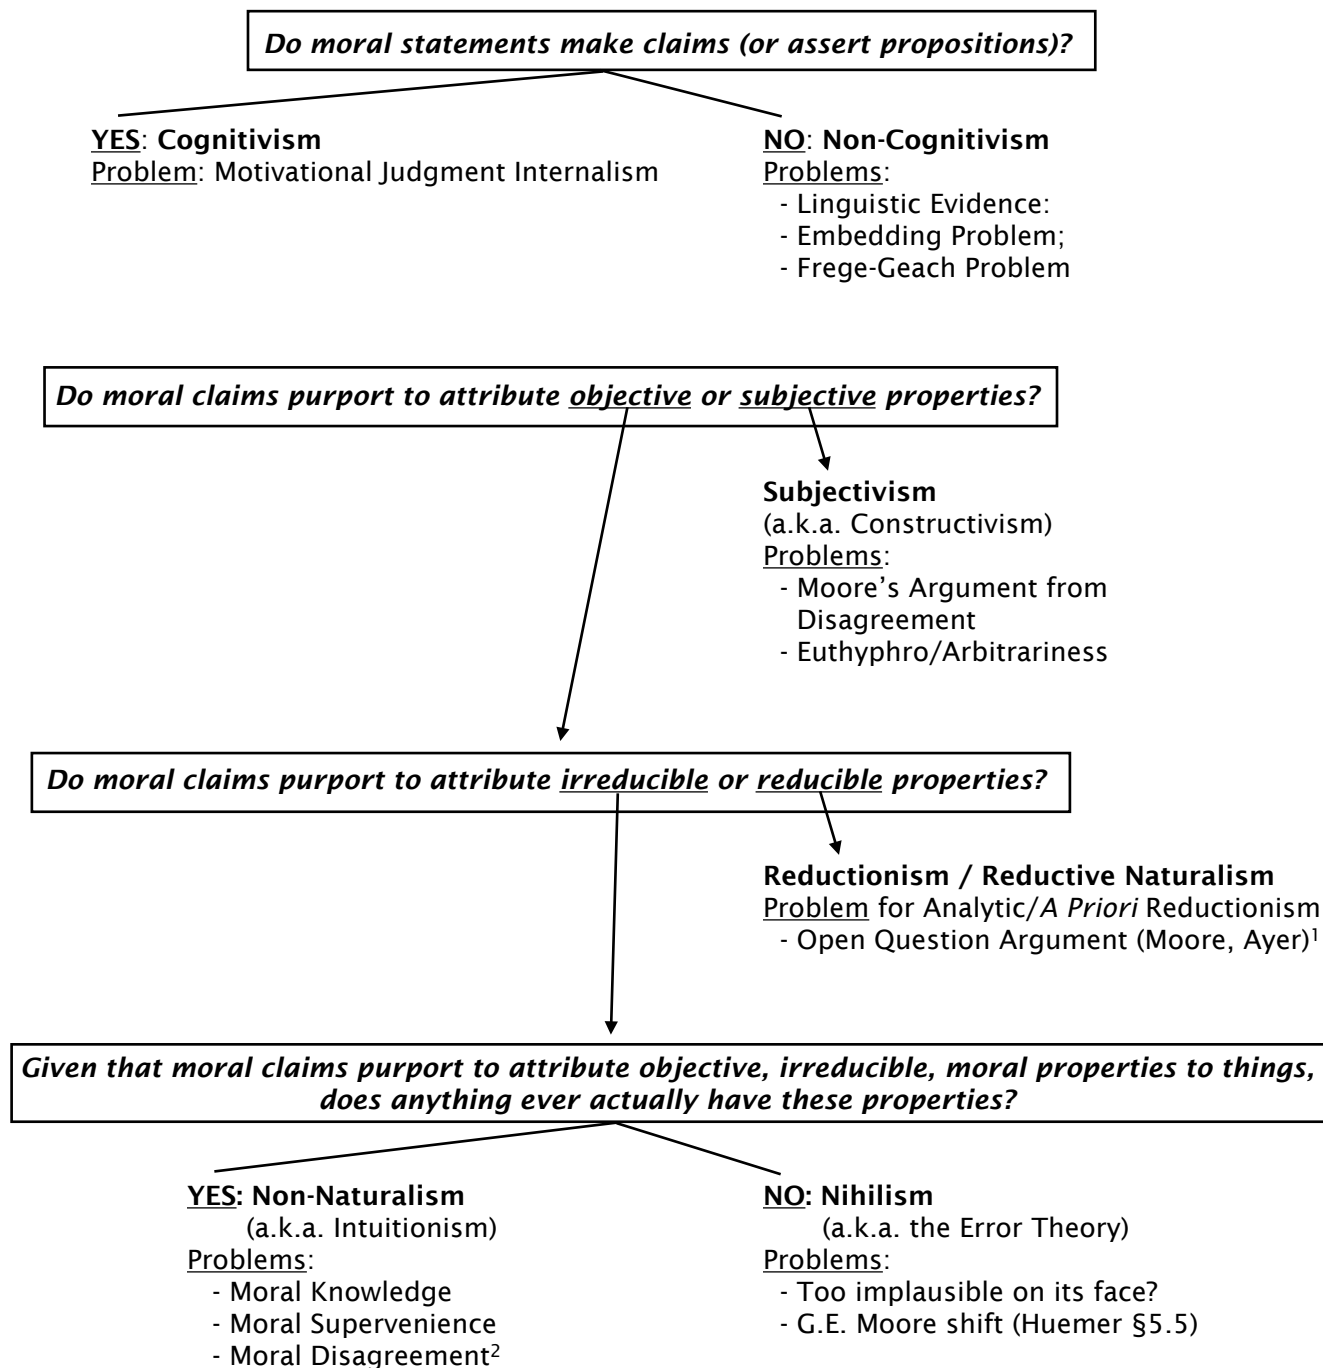 Do moral statements make claims (or assert propositions)?
YES: Cognitivism
Problem: Motivational Judgment Internalism
NO: Non-Cognitivism
Problems:
- Linguistic Evidence:
- Embedding Problem;
- Frege-Geach Problem
Do moral claims purport to attribute objective or subjective properties?
Subjectivism
(a.k.a. Constructivism)
Problems:
- Moore’s Argument from
Disagreement
- Euthyphro/Arbitrariness
Do moral claims purport to attribute irreducible or reducible properties?
Reductionism / Reductive Naturalism
Problem for Analytic/A Priori Reductionism
- Open Question Argument (Moore, Ayer)¹
Given that moral claims purport to attribute objective, irreducible, moral properties to things,
does anything ever actually have these properties?
YES: Non-Naturalism
(a.k.a. Intuitionism)
Problems:
- Moral Knowledge
- Moral Supervenience
- Moral Disagreement²
NO: Nihilism
(a.k.a. the Error Theory)
Problems:
- Too implausible on its face?
- G.E. Moore shift (Huemer §5.5)